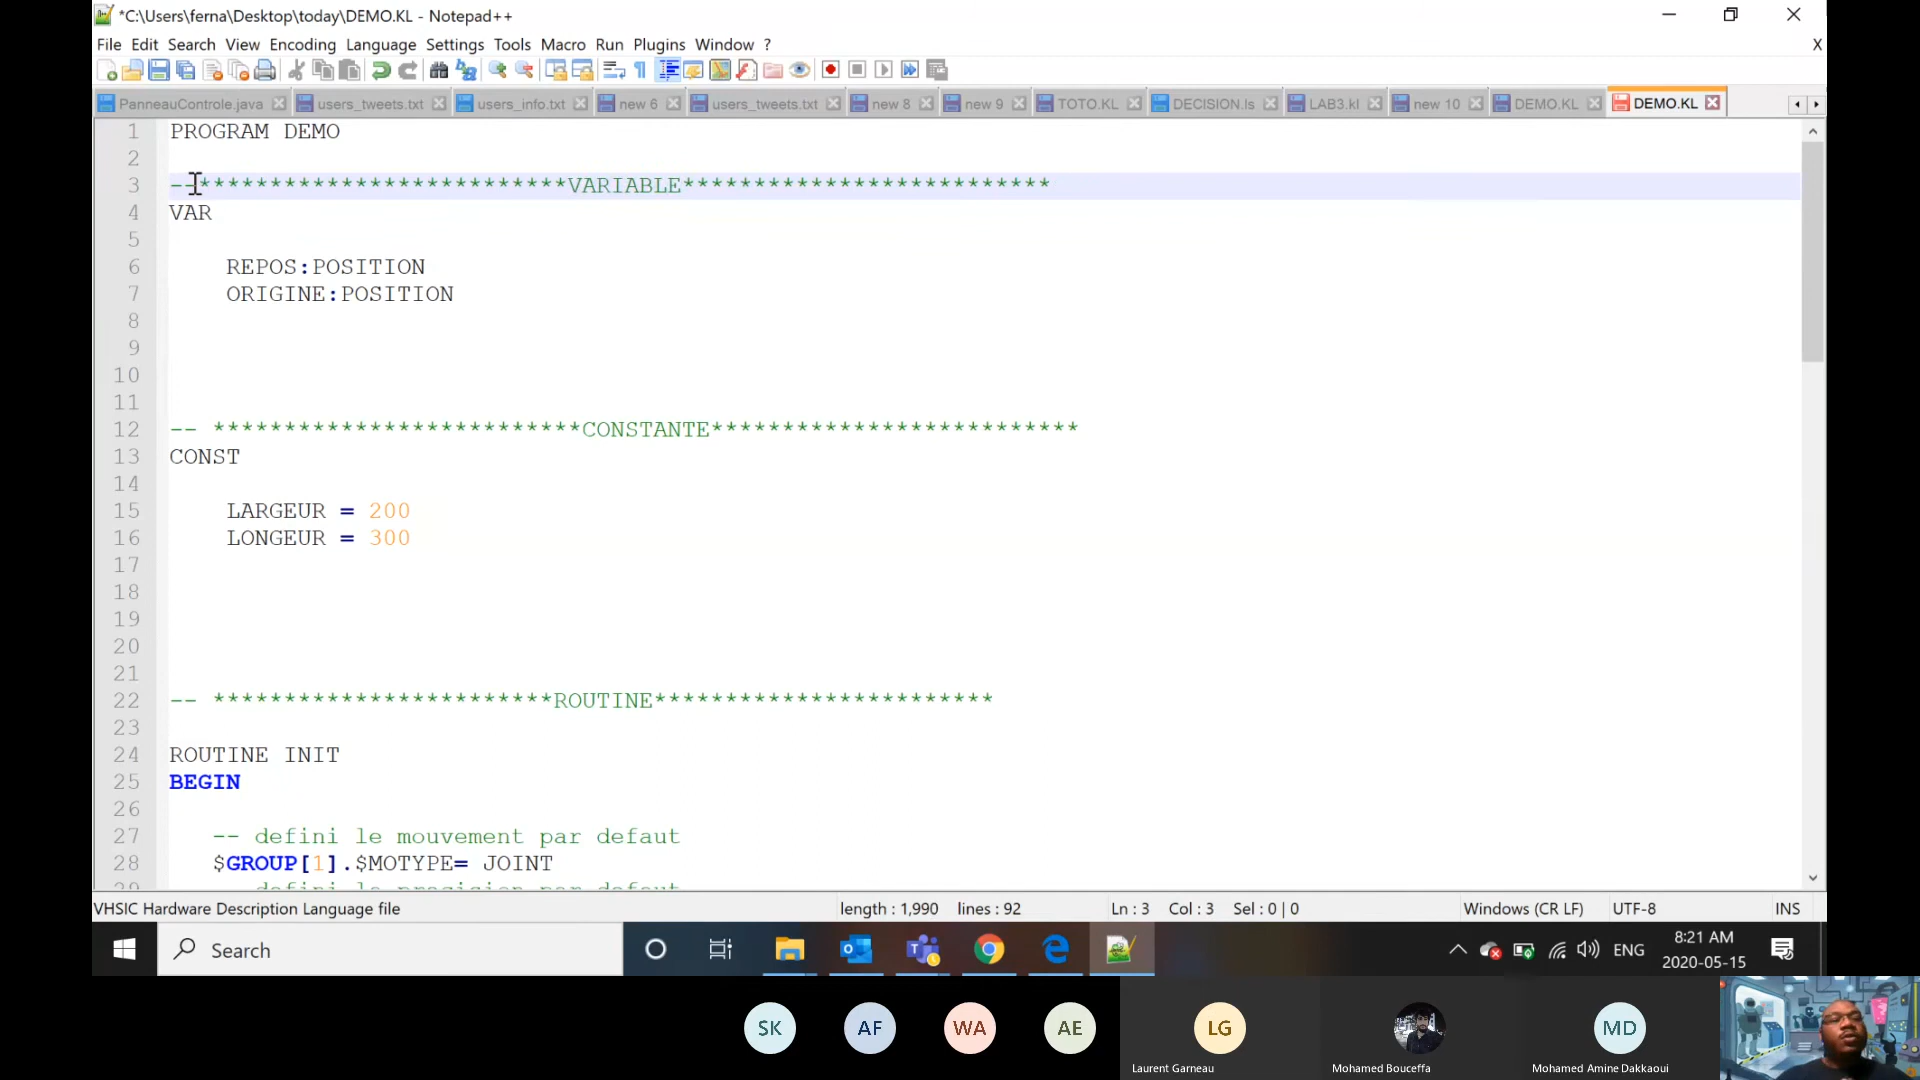 *C:\Users\ferna\Desktop\today\DEMO.KL - Notepad++
File Edit Search View Encoding Language Settings Tools Macro Run Plugins Window ? X
PanneauControle.java users_tweets.txt users_info.txt new 6 users_tweets.txt new 8 new 9 TOTO.KL DECISION.ls LAB3.kl new 10 DEMO.KL DEMO.KL
1 PROGRAM DEMO
2
3 --**************************VARIABLE**************************
4 VAR
5
6 REPOS:POSITION
7 ORIGINE:POSITION
8
9
10
11
12 -- **************************CONSTANTE**************************
13 CONST
14
15 LARGEUR = 200
16 LONGEUR = 300
17
18
19
20
21
22 -- ************************ROUTINE************************
23
24 ROUTINE INIT
25 BEGIN
26
27 -- defini le mouvement par defaut
28 $GROUP[1].$MOTYPE= JOINT
29 -- defini la precision par defaut
VHSIC Hardware Description Language file length : 1,990 lines : 92 Ln : 3 Col : 3 Sel : 0 | 0 Windows (CR LF) UTF-8 INS
Search ENG 8:21 AM
2020-05-15
SK AF WA AE LG MD
Laurent Garneau Mohamed Bouceffa Mohamed Amine Dakkaoui